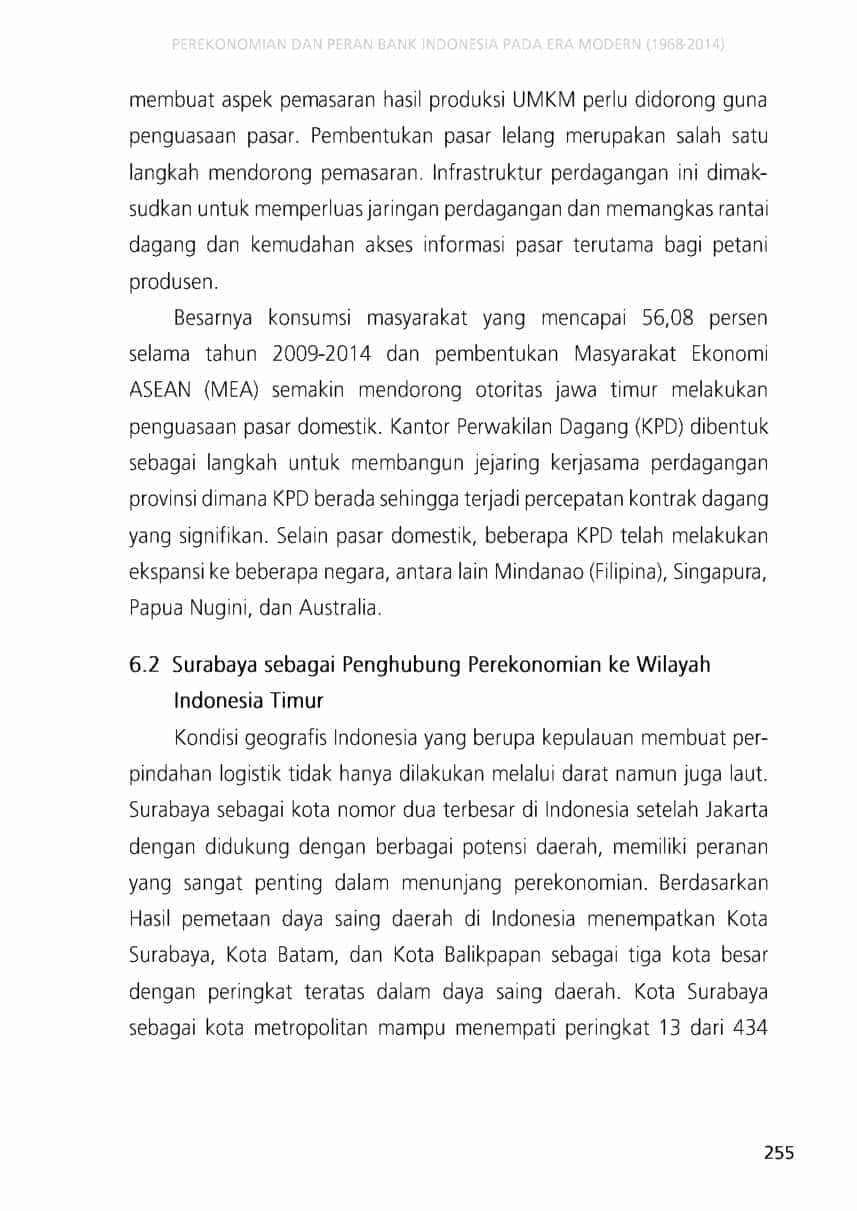 PEREKONOMIAN DAN PERAN BANK INDONESIA PADA ERA MODERN (1968-2014)
membuat aspek pemasaran hasil produksi UMKM perlu didorong guna
penguasaan pasar. Pembentukan pasar lelang merupakan salah satu
langkah mendorong pemasaran. Infrastruktur perdagangan ini dimak-
sudkan untuk memperluas jaringan perdagangan dan memangkas rantai
dagang dan kemudahan akses informasi pasar terutama bagi petani
produsen.
Besarnya konsumsi masyarakat yang mencapai 56,08 persen
selama tahun 2009-2014 dan pembentukan Masyarakat Ekonomi
ASEAN (MEA) semakin mendorong otoritas jawa timur melakukan
penguasaan pasar domestik. Kantor Perwakilan Dagang (KPD) dibentuk
sebagai langkah untuk membangun jejaring kerjasama perdagangan
provinsi dimana KPD berada sehingga terjadi percepatan kontrak dagang
yang signifikan. Selain pasar domestik, beberapa KPD telah melakukan
ekspansi ke beberapa negara, antara lain Mindanao (Filipina), Singapura,
Papua Nugini, dan Australia.
6.2 Surabaya sebagai Penghubung Perekonomian ke Wilayah
Indonesia Timur
Kondisi geografis Indonesia yang berupa kepulauan membuat per-
pindahan logistik tidak hanya dilakukan melalui darat namun juga laut.
Surabaya sebagai kota nomor dua terbesar di Indonesia setelah Jakarta
dengan didukung dengan berbagai potensi daerah, memiliki peranan
yang sangat penting dalam menunjang perekonomian. Berdasarkan
Hasil pemetaan daya saing daerah di Indonesia menempatkan Kota
Surabaya, Kota Batam, dan Kota Balikpapan sebagai tiga kota besar
dengan peringkat teratas dalam daya saing daerah. Kota Surabaya
sebagai kota metropolitan mampu menempati peringkat 13 dari 434
255